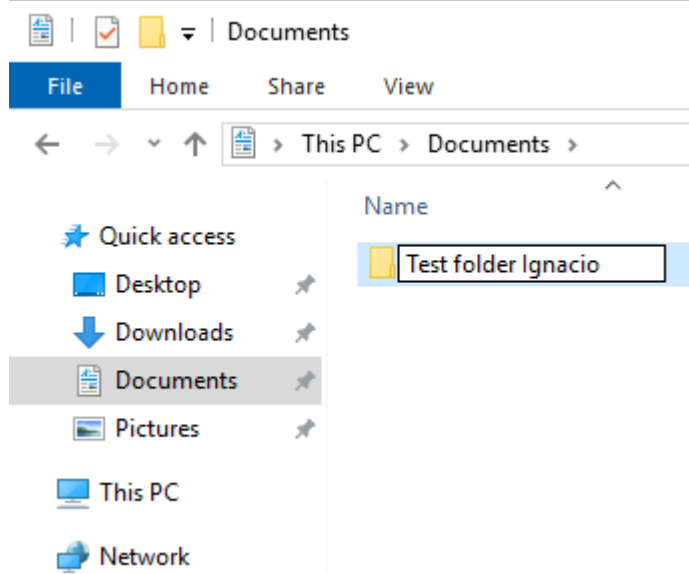 Documents
File Home Share View
This PC Documents
Name
Quick access
Test folder Ignacio
Desktop
Downloads
Documents
Pictures
This PC
Network